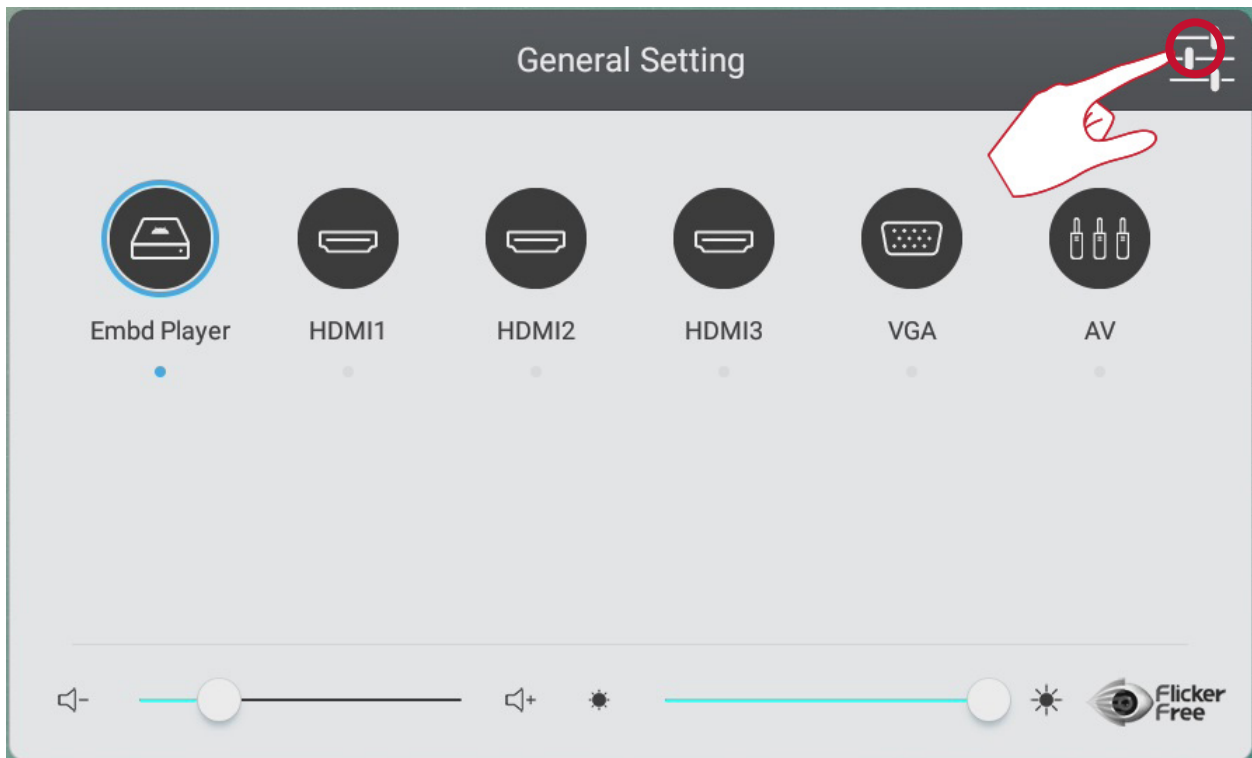 General Setting
Embd Player
HDMI1
HDMI2
HDMI3
VGA
AV
Flicker
Free